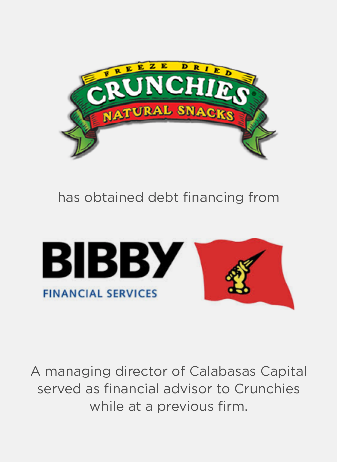 FREEZE DRIED
CRUNCHIES®
NATURAL SNACKS
has obtained debt financing from
BIBBY
FINANCIAL SERVICES
A managing director of Calabasas Capital
served as financial advisor to Crunchies
while at a previous firm.